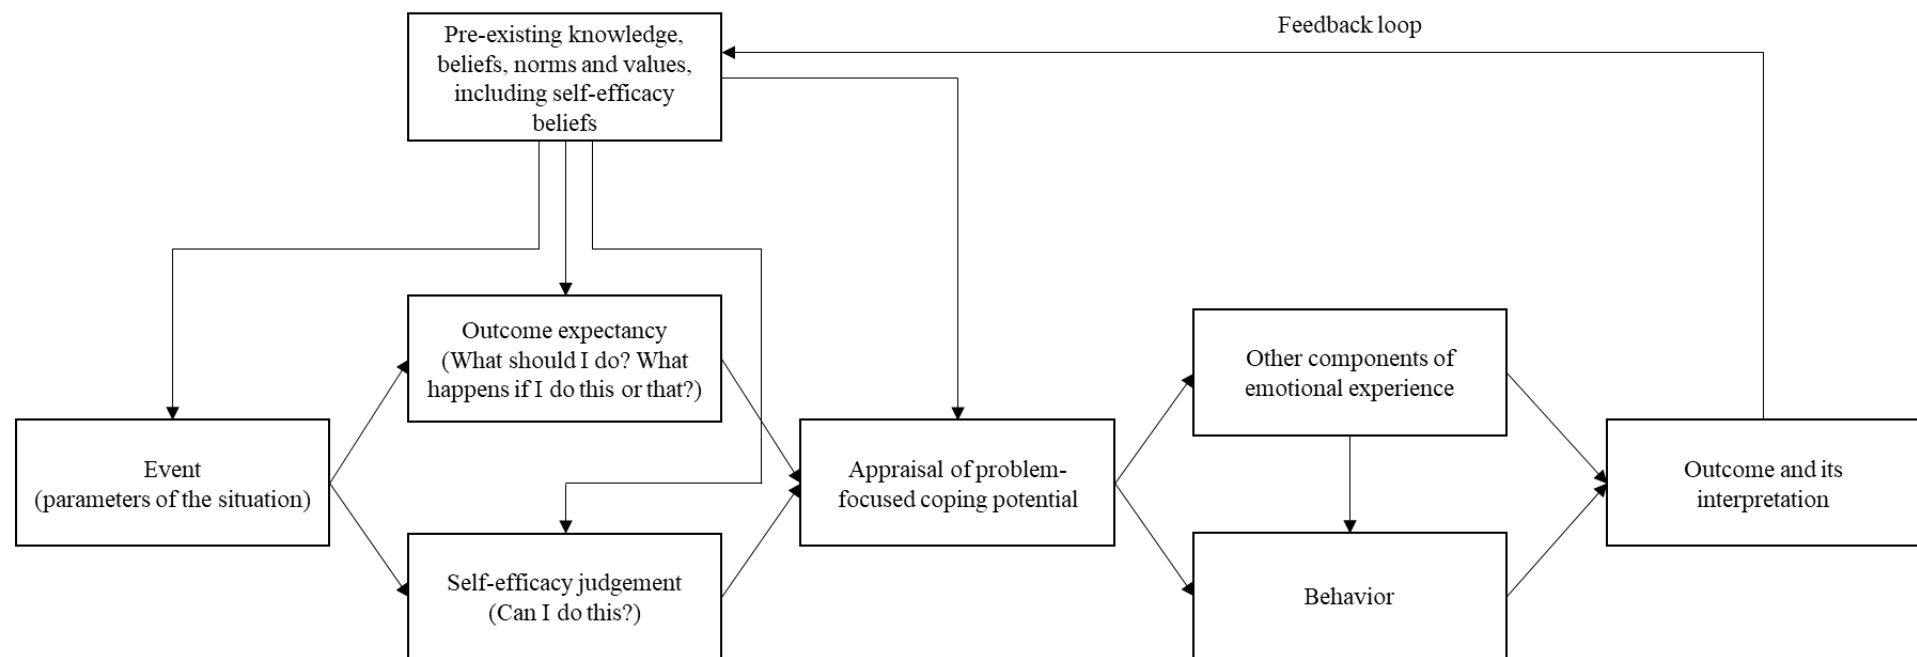 Pre-existing knowledge,
beliefs, norms and values,
including self-efficacy
beliefs
Feedback loop
Outcome expectancy
(What should I do? What
happens if I do this or that?)
Other components of
emotional experience
Event
(parameters of the situation)
Appraisal of problem-
focused coping potential
Outcome and its
interpretation
Self-efficacy judgement
(Can I do this?)
Behavior